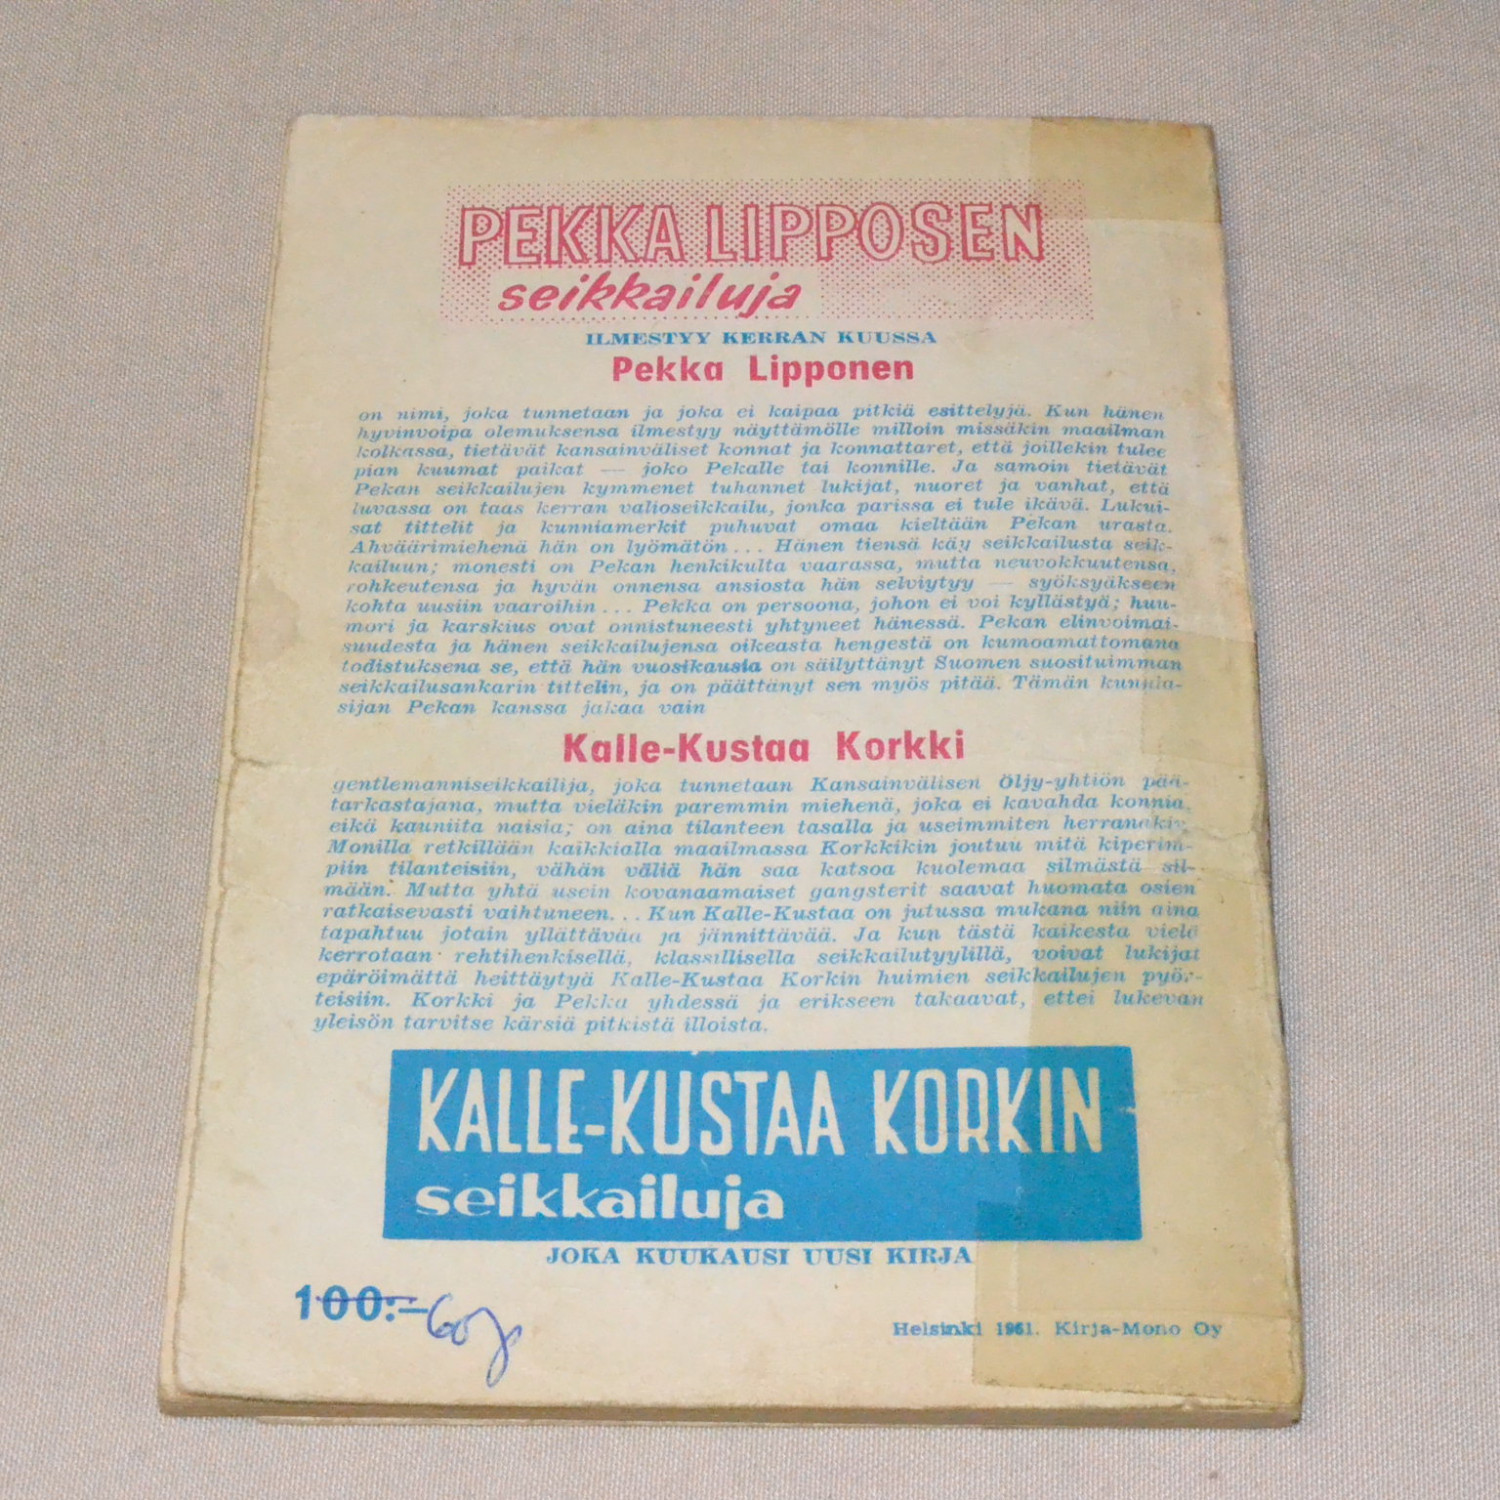 PEKKA LIPPOSEN
seikkailuja
ILMESTYY KERRAN KUUSSA
Pekka Lipponen
on nimi, joka tunnetaan ja joka ei kaipaa pitkiä esittelyjä. Kun hänen
hyvinvoipa olemuksensa ilmestyy näyttämölle milloin missäkin maailman
kolkassa, tietävät kansainväliset konnat ja konnattaret, että joillekin tulee
pian kuumat paikat — joko Pekalle tai konnille. Ja samoin tietävät
Pekan seikkailujen kymmenet tuhannet lukijat, nuoret ja vanhat, että
luvassa on taas kerran valioseikkailu, jonka parissa ei tule ikävä. Lukui-
sat tittelit ja kunniamerkit puhuvat omaa kieltään Pekan urasta.
Ahväärimiehenä hän on lyömätön... Hänen tiensä käy seikkailusta seik-
kailuun; monesti on Pekan henkikulta vaarassa, mutta neuvokkuutensa,
rohkeutensa ja hyvän onnensa ansiosta hän selviytyy — syöksyäkseen
kohta uusiin vaaroihin... Pekka on persoona, johon ei voi kyllästyä; huu-
mori ja karskius ovat onnistuneesti yhtyneet hänessä. Pekan elinvoimai-
suudesta ja hänen seikkailujensa oikeasta hengestä on kumoamattomana
todistuksena se, että hän vuosikausia on säilyttänyt Suomen suosituimman
seikkailusankarin tittelin, ja on päättänyt sen myös pitää. Tämän kunnia-
sijan Pekan kanssa jakaa vain
Kalle-Kustaa Korkki
gentlemanniseikkailija, joka tunnetaan Kansainvälisen Öljy-yhtiön pää-
tarkastajana, mutta vieläkin paremmin miehenä, joka ei kavahda konnia,
eikä kauniita naisia; on aina tilanteen tasalla ja useimmiten
Monilla retkillään kaikkialla maailmassa Korkkikin joutuu mitä kiperim-
piin tilanteisiin, vähän väliä hän saa katsoa kuolemaa silmästä sil-
mään. Mutta yhtä usein kovanaamaiset gangsterit saavat huomata osien
ratkaisevasti vaihtuneen... Kun Kalle-Kustaa on jutussa mukana niin aina
tapahtuu jotain yllättävää ja jännittävää. Ja kun tästä kaikesta vielä
kerrotaan rehtihenkisellä, klassillisella seikkailutyylillä, voivat lukijat
epäröimättä heittäytyä Kalle-Kustaa Korkin huimien seikkailujen pyör-
teisiin. Korkki ja Pekka yhdessä ja erikseen takaavat, ettei lukevan
yleisön tarvitse kärsiä pitkistä illoista.
KALLE-KUSTAA KORKIN
seikkailuja
JOKA KUUKAUSI UUSI KIRJA
100:— 60
Helsinki 1961. Kirja-Mono Oy